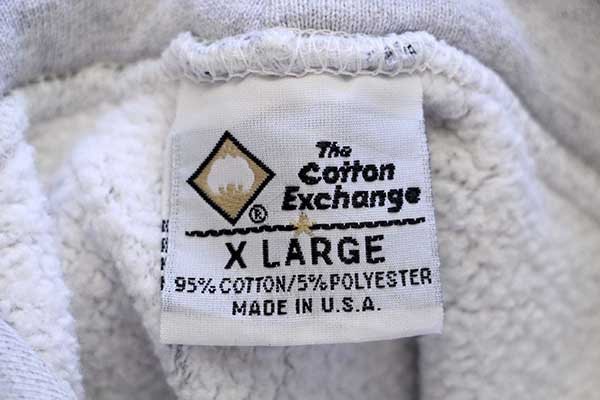 The
Cotton
Exchange
®
X LARGE
95% COTTON/5% POLYESTER
MADE IN U.S.A.